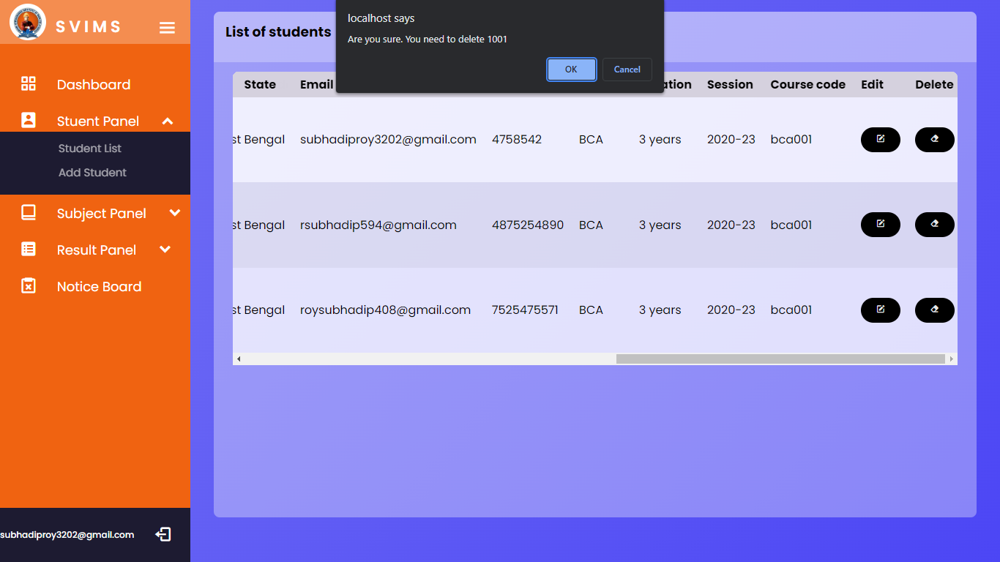 SVIMS
Dashboard
Stuent Panel
Student List
Add Student
Subject Panel
Result Panel
Notice Board
subhadiproy3202@gmail.com
List of students
localhost says
Are you sure. You need to delete 1001
OK Cancel
State Email ation Session Course code Edit Delete
st Bengal subhadiproy3202@gmail.com 4758542 BCA 3 years 2020-23 bca001
st Bengal rsubhadip594@gmail.com 4875254890 BCA 3 years 2020-23 bca001
st Bengal roysubhadip408@gmail.com 7525475571 BCA 3 years 2020-23 bca001